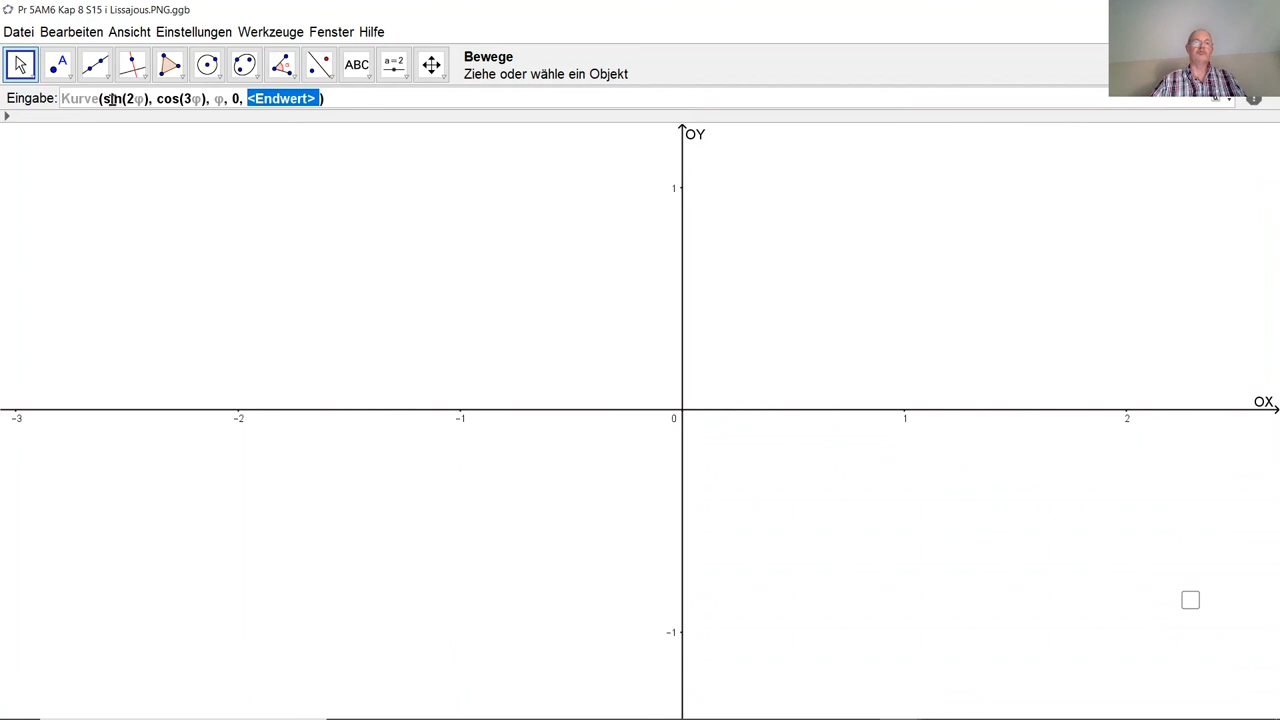 Pr 5AM6 Kap 8 S15 i Lissajous.PNG.ggb
Datei Bearbeiten Ansicht Einstellungen Werkzeuge Fenster Hilfe
A
ABC
a=2
Bewege
Ziehe oder wähle ein Objekt
Eingabe: Kurve(sin(2φ), cos(3φ), φ, 0, <Endwert> )
OY
1
OX
-3 -2 -1 0 1 2
-1